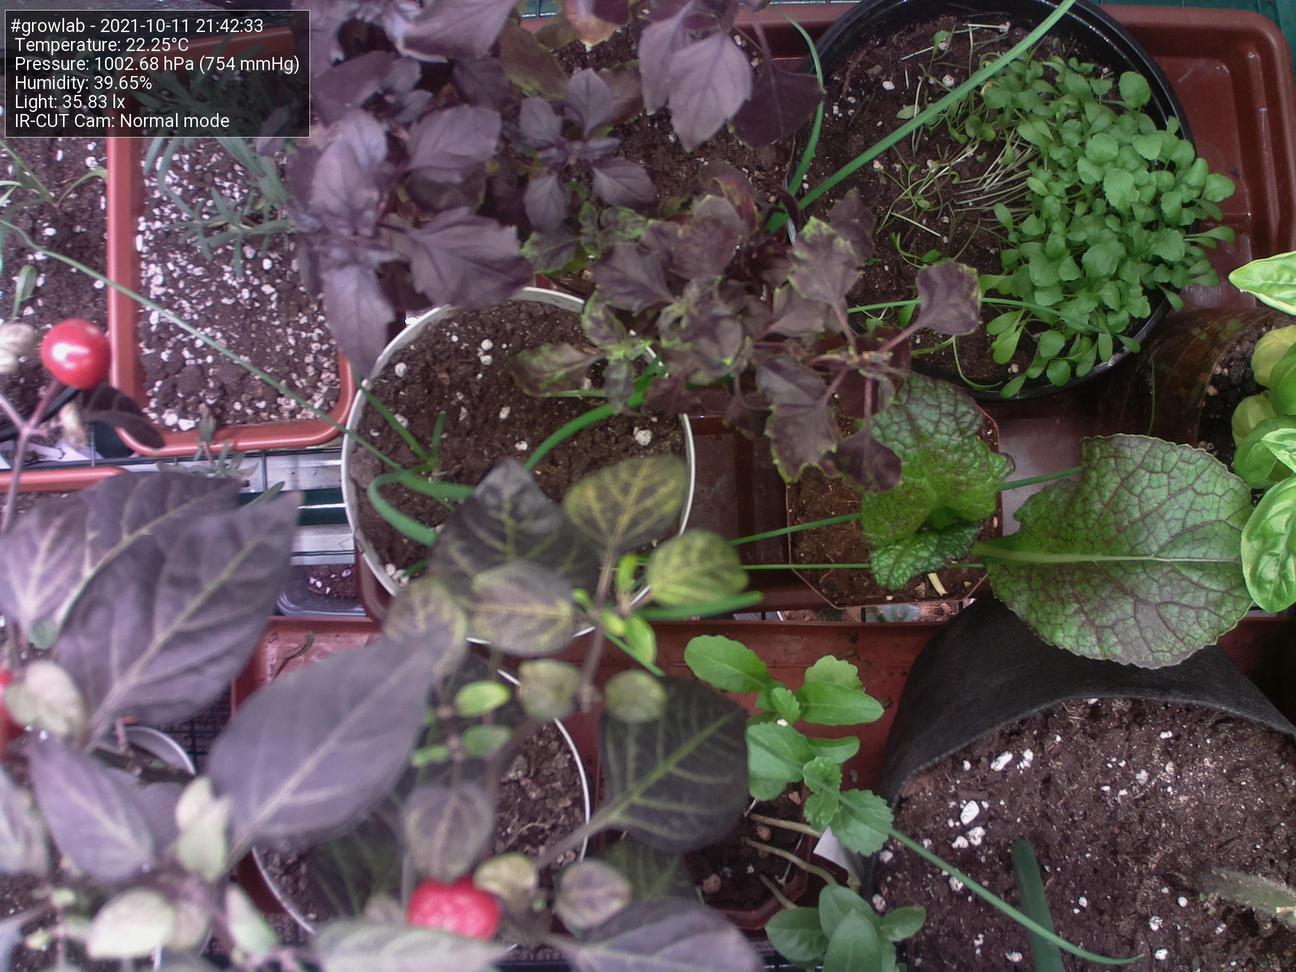 #growlab - 2021-10-11 21:42:33
Temperature: 22.25°C
Pressure: 1002.68 hPa (754 mmHg)
Humidity: 39.65%
Light: 35.83 lx
IR-CUT Cam: Normal mode